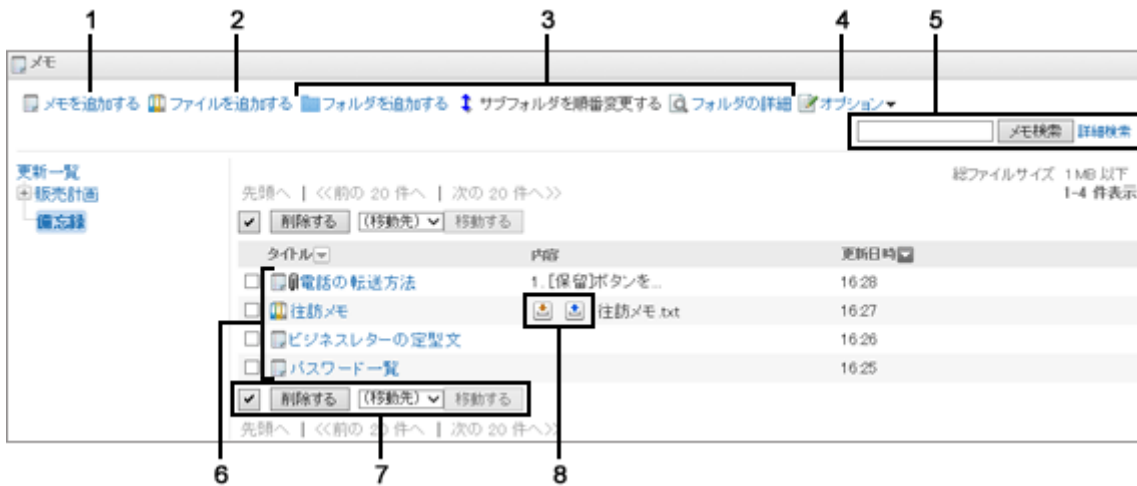 1 2 3 4 5
メモ
メモを追加する ファイルを追加する フォルダを追加する サブフォルダを順番変更する フォルダの詳細 オプション▼
メモ検索 詳細検索
更新一覧
販売計画
備忘録
総ファイルサイズ 1MB 以下
1-4 件表示
先頭へ | <<前の 20 件へ | 次の 20 件へ>>
削除する (移動先) 移動する
タイトル 内容 更新日時
電話の転送方法 1. [保留]ボタンを... 16:28
往訪メモ 往訪メモ.txt 16:27
ビジネスレターの定型文 16:26
パスワード一覧 16:25
削除する (移動先) 移動する
先頭へ | <<前の 20 件へ | 次の 20 件へ>>
6 7 8